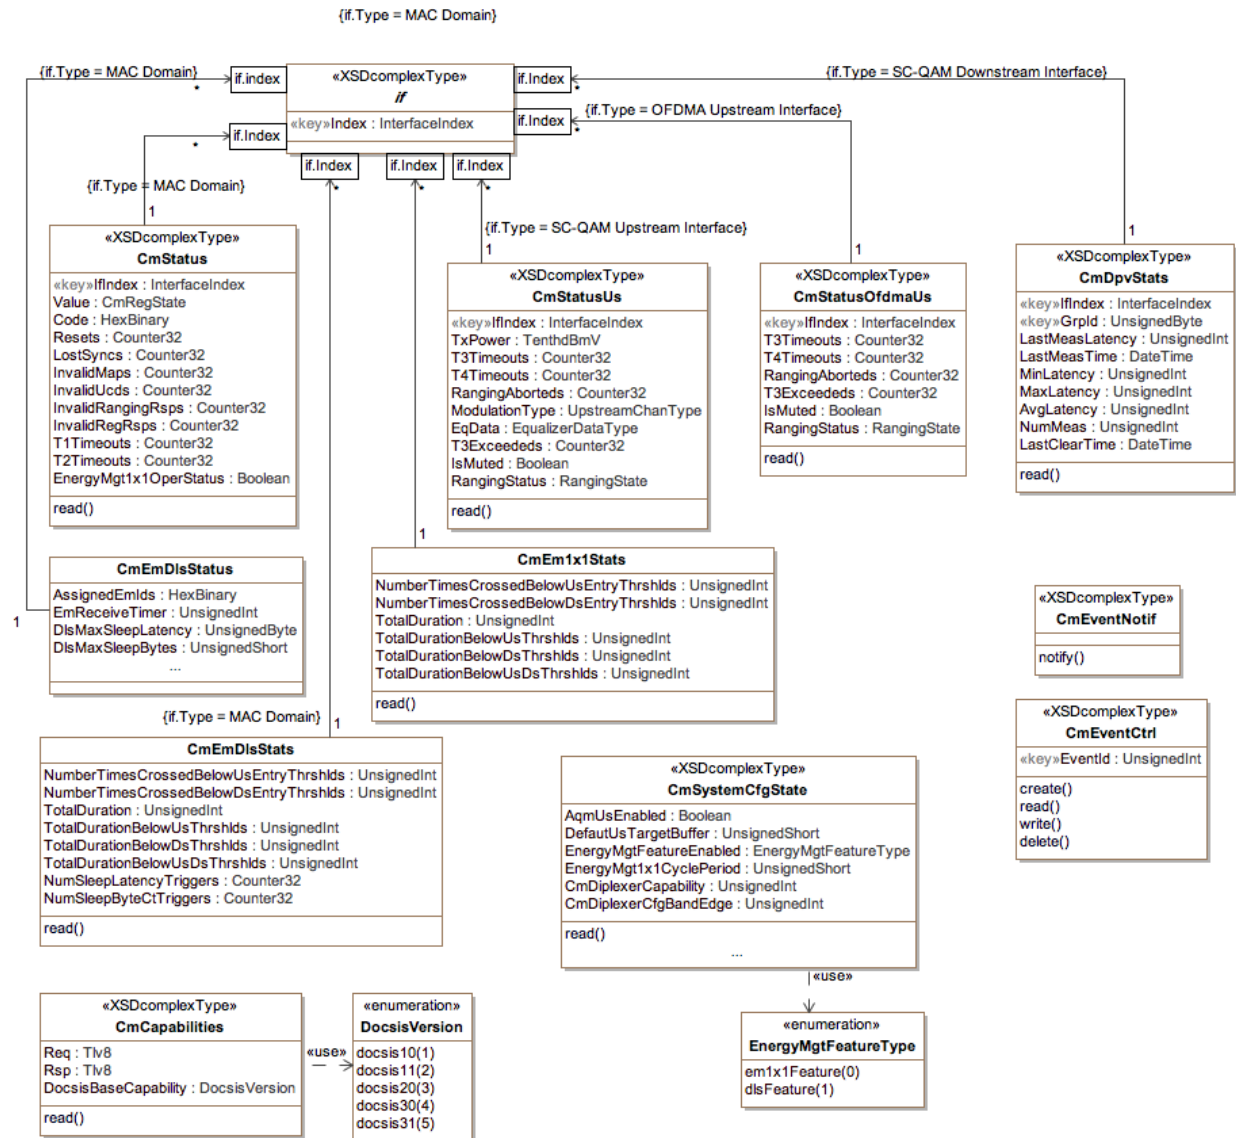 {if.Type = MAC Domain}
{if.Type = MAC Domain}
*
if.index
«XSDcomplexType»
if
«key»Index : InterfaceIndex
if.Index
*
{if.Type = SC-QAM Downstream Interface}
if.Index
*
{if.Type = OFDMA Upstream Interface}
if.Index
*
if.Index
*
if.Index
*
if.Index
*
{if.Type = MAC Domain}
1
{if.Type = SC-QAM Upstream Interface}
1
1
1
«XSDcomplexType»
CmStatus
«key»IfIndex : InterfaceIndex
Value : CmRegState
Code : HexBinary
Resets : Counter32
LostSyncs : Counter32
InvalidMaps : Counter32
InvalidUcds : Counter32
InvalidRangingRsps : Counter32
InvalidRegRsps : Counter32
T1Timeouts : Counter32
T2Timeouts : Counter32
EnergyMgt1x1OperStatus : Boolean
read()
«XSDcomplexType»
CmStatusUs
«key»IfIndex : InterfaceIndex
TxPower : TenthdBmV
T3Timeouts : Counter32
T4Timeouts : Counter32
RangingAborteds : Counter32
ModulationType : UpstreamChanType
EqData : EqualizerDataType
T3Exceededs : Counter32
IsMuted : Boolean
RangingStatus : RangingState
read()
«XSDcomplexType»
CmStatusOfdmaUs
«key»IfIndex : InterfaceIndex
T3Timeouts : Counter32
T4Timeouts : Counter32
RangingAborteds : Counter32
T3Exceededs : Counter32
IsMuted : Boolean
RangingStatus : RangingState
read()
«XSDcomplexType»
CmDpvStats
«key»IfIndex : InterfaceIndex
«key»GrpId : UnsignedByte
LastMeasLatency : UnsignedInt
LastMeasTime : DateTime
MinLatency : UnsignedInt
MaxLatency : UnsignedInt
AvgLatency : UnsignedInt
NumMeas : UnsignedInt
LastClearTime : DateTime
read()
1
CmEmDlsStatus
AssignedEmIds : HexBinary
EmReceiveTimer : UnsignedInt
DlsMaxSleepLatency : UnsignedByte
DlsMaxSleepBytes : UnsignedShort
...
1
CmEm1x1Stats
NumberTimesCrossedBelowUsEntryThrshlds : UnsignedInt
NumberTimesCrossedBelowDsEntryThrshlds : UnsignedInt
TotalDuration : UnsignedInt
TotalDurationBelowUsThrshlds : UnsignedInt
TotalDurationBelowDsThrshlds : UnsignedInt
TotalDurationBelowUsDsThrshlds : UnsignedInt
read()
«XSDcomplexType»
CmEventNotif
notify()
{if.Type = MAC Domain}
1
CmEmDlsStats
NumberTimesCrossedBelowUsEntryThrshlds : UnsignedInt
NumberTimesCrossedBelowDsEntryThrshlds : UnsignedInt
TotalDuration : UnsignedInt
TotalDurationBelowUsThrshlds : UnsignedInt
TotalDurationBelowDsThrshlds : UnsignedInt
TotalDurationBelowUsDsThrshlds : UnsignedInt
NumSleepLatencyTriggers : Counter32
NumSleepByteCtTriggers : Counter32
read()
«XSDcomplexType»
CmSystemCfgState
AqmUsEnabled : Boolean
DefautUsTargetBuffer : UnsignedShort
EnergyMgtFeatureEnabled : EnergyMgtFeatureType
EnergyMgt1x1CyclePeriod : UnsignedShort
CmDiplexerCapability : UnsignedInt
CmDiplexerCfgBandEdge : UnsignedInt
read()
...
«XSDcomplexType»
CmEventCtrl
«key»EventId : UnsignedInt
create()
read()
write()
delete()
«use»
«XSDcomplexType»
CmCapabilities
Req : Tlv8
Rsp : Tlv8
DocsisBaseCapability : DocsisVersion
read()
«use»
«enumeration»
DocsisVersion
docsis10(1)
docsis11(2)
docsis20(3)
docsis30(4)
docsis31(5)
«enumeration»
EnergyMgtFeatureType
em1x1Feature(0)
dlsFeature(1)